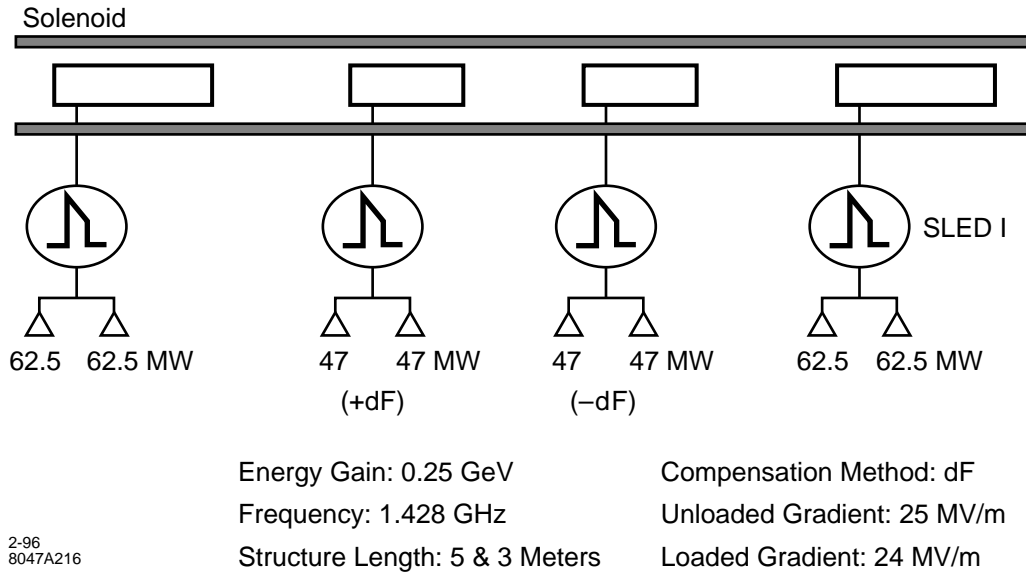 Solenoid
SLED I
62.5 62.5 MW 47 47 MW 47 47 MW 62.5 62.5 MW
(+dF) (–dF)
Energy Gain: 0.25 GeV Compensation Method: dF
Frequency: 1.428 GHz Unloaded Gradient: 25 MV/m
Structure Length: 5 & 3 Meters Loaded Gradient: 24 MV/m
2-96
8047A216